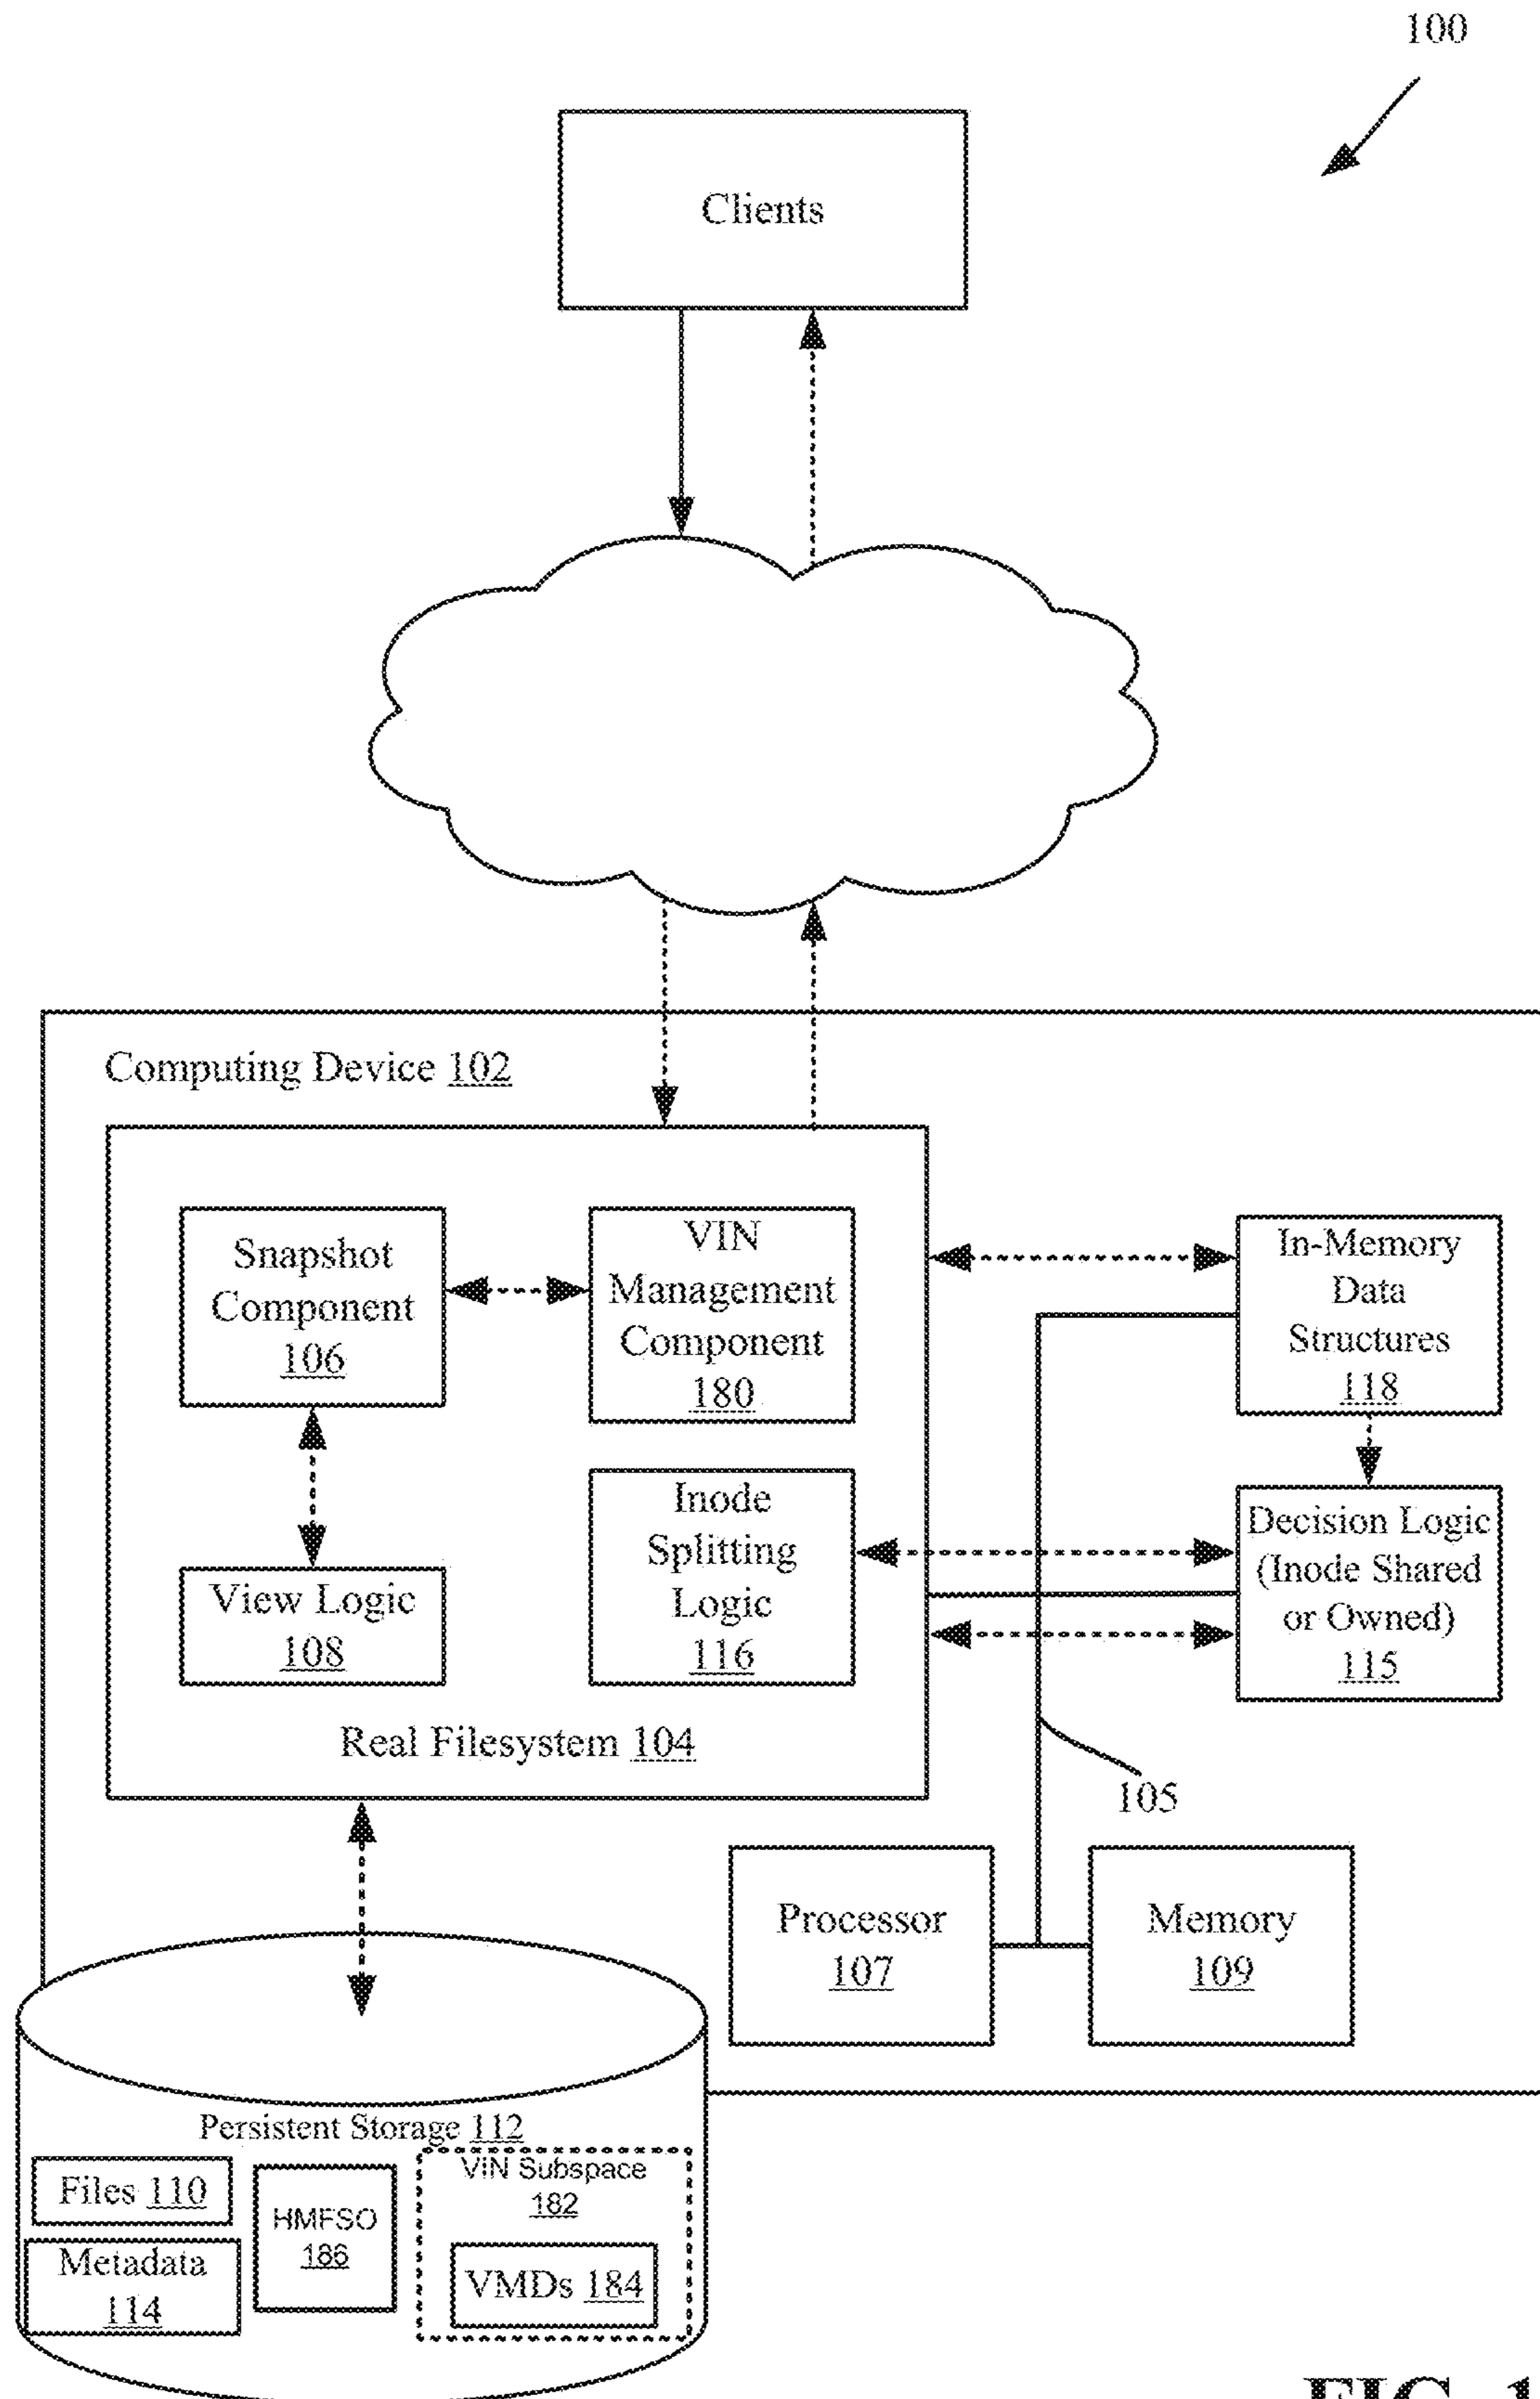 100
Clients
Computing Device 102
Snapshot
Component
106
VIN
Management
Component
180
In-Memory
Data
Structures
118
View Logic
108
Inode
Splitting
Logic
116
Decision Logic
(Inode Shared
or Owned)
115
Real Filesystem 104
105
Processor
107
Memory
109
Persistent Storage 112
Files 110
Metadata
114
HMFSO
186
VIN Subspace
182
VMDs 184
FIG. 1